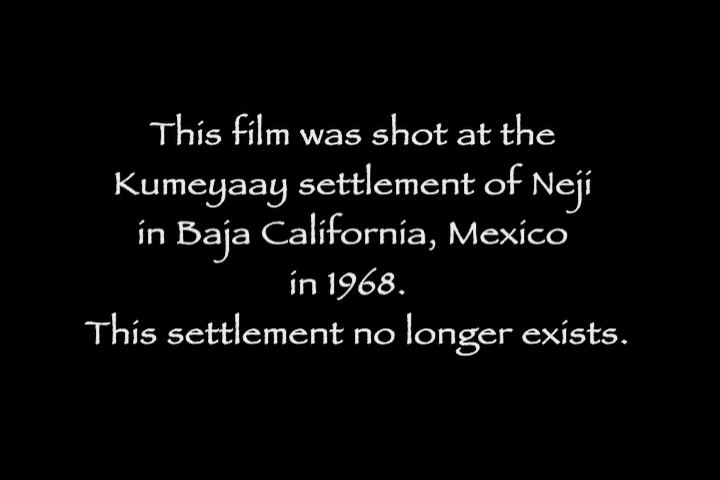 This film was shot at the
Kumeyaay settlement of Neji
in Baja California, Mexico
in 1968.
This settlement no longer exists.